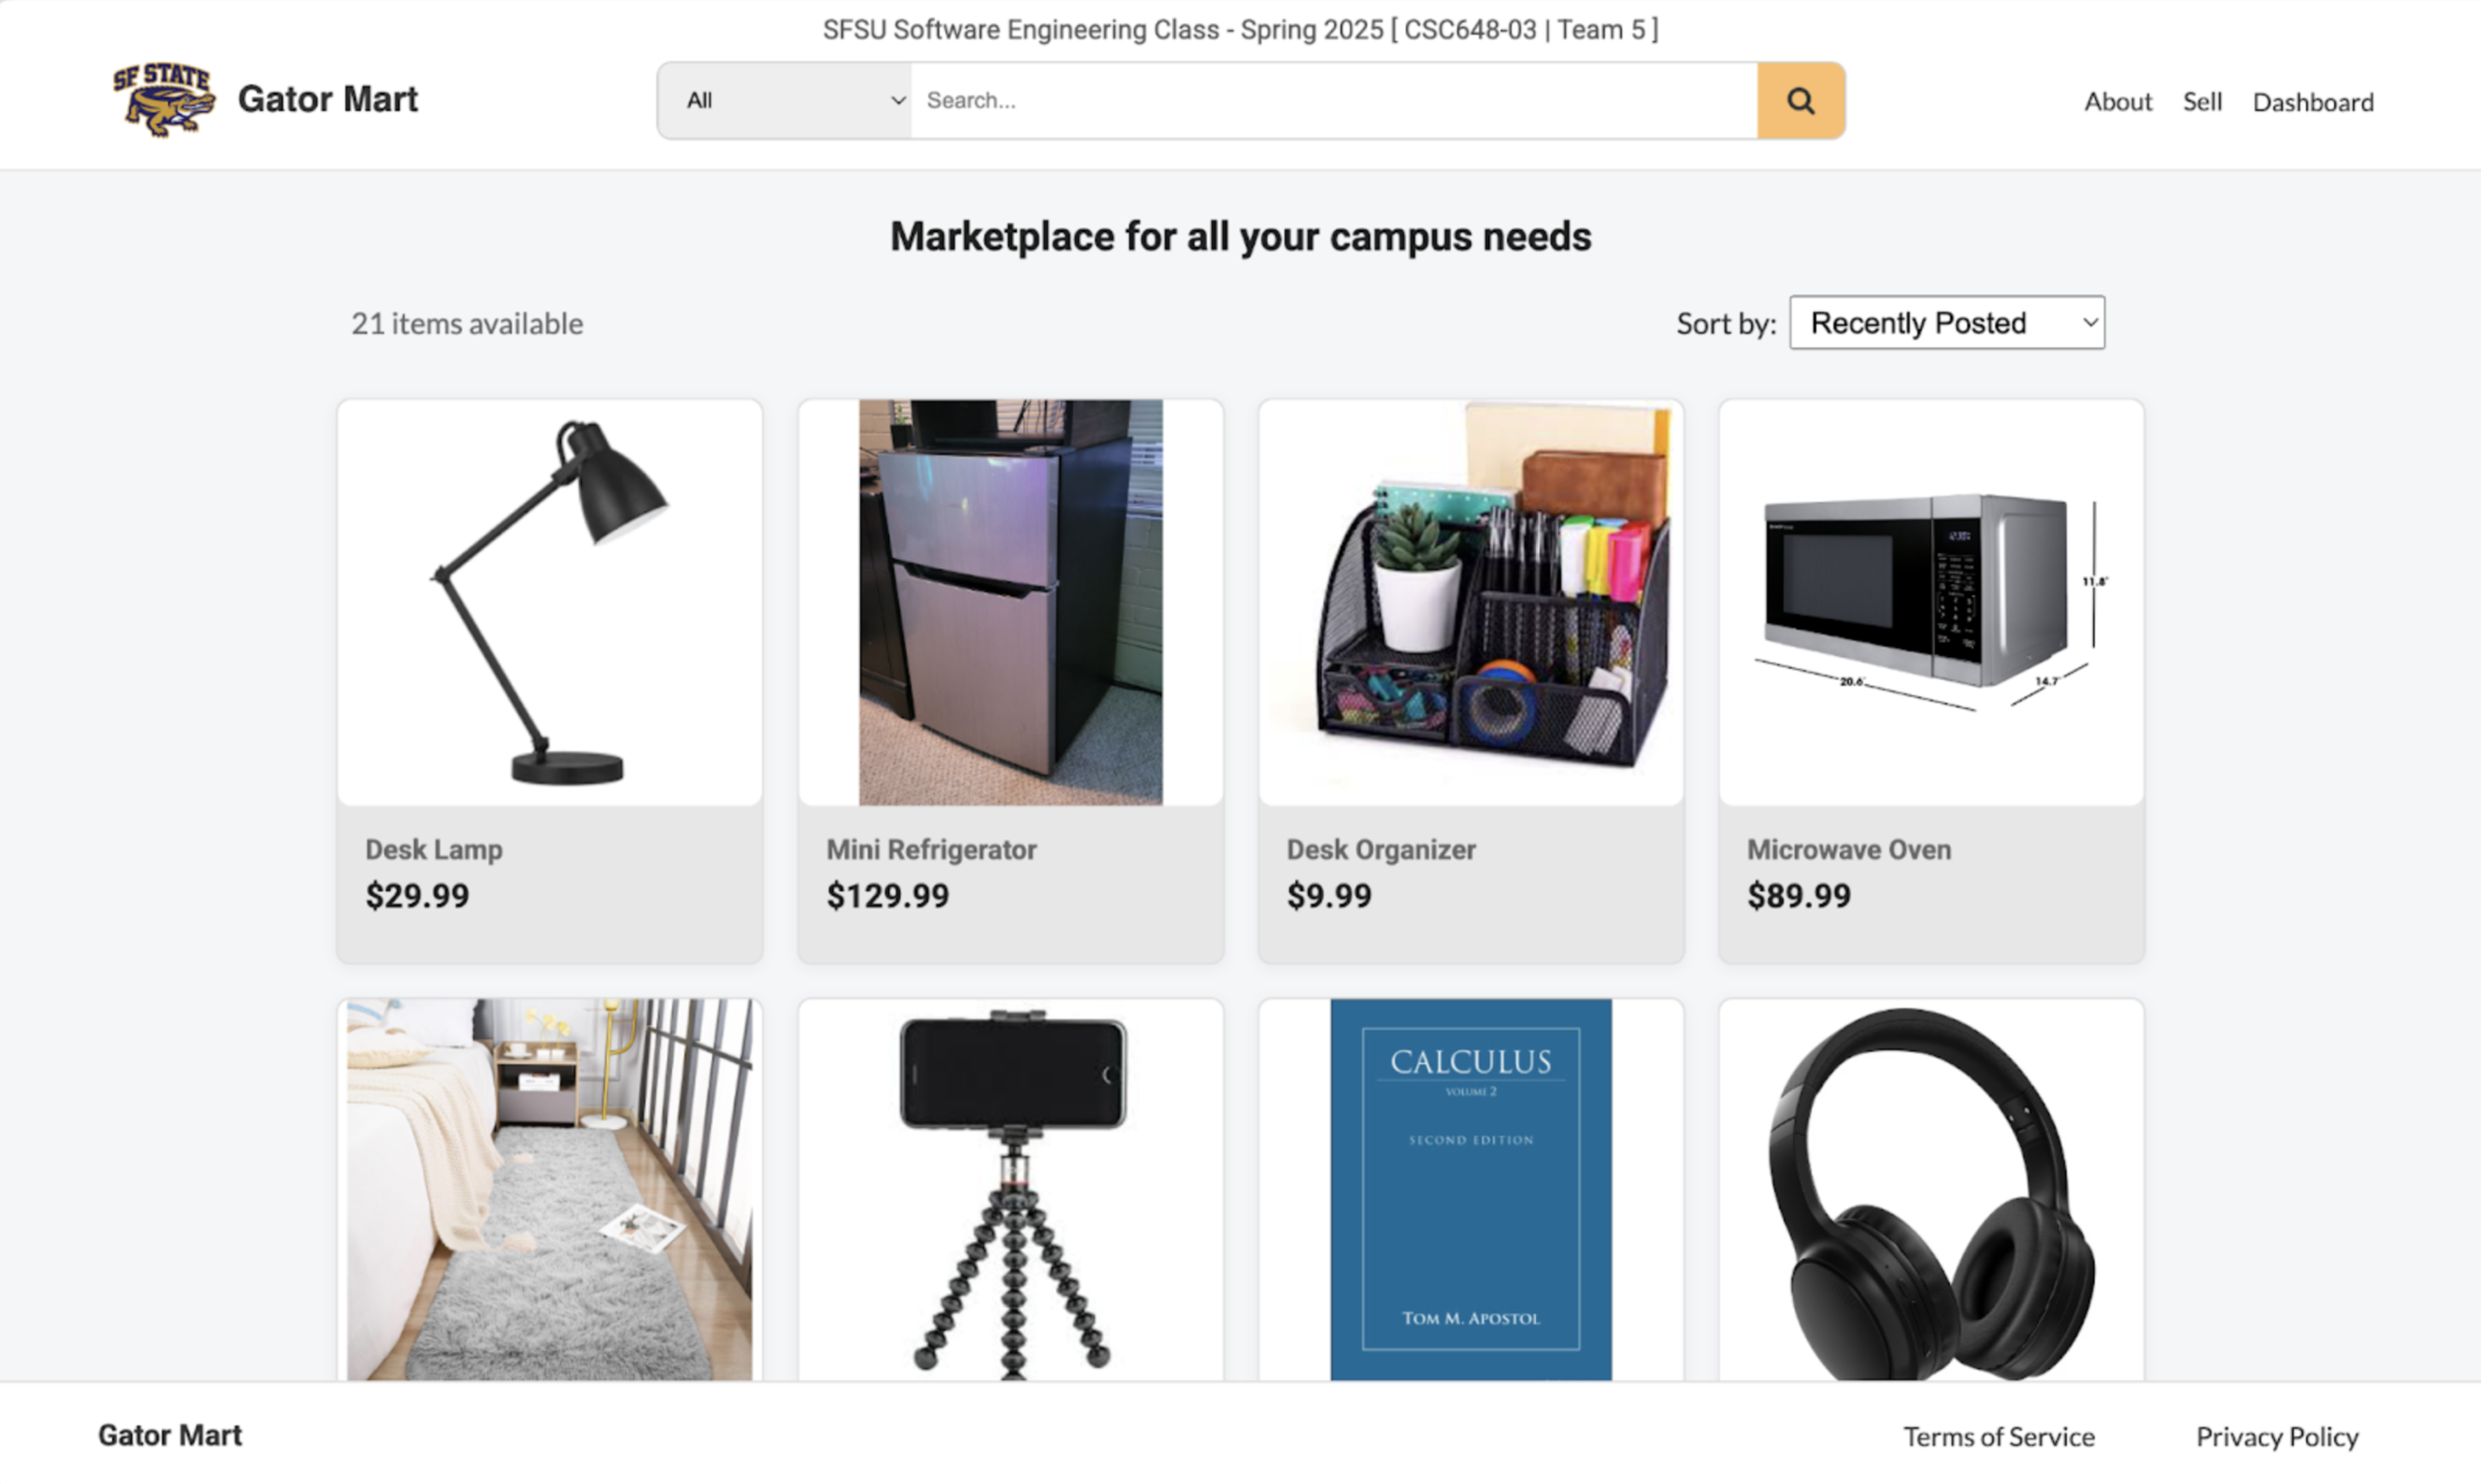 SFSU Software Engineering Class - Spring 2025 [ CSC648-03 | Team 5 ]
SF STATE
Gator Mart
All
Search...
About
Sell
Dashboard
Marketplace for all your campus needs
21 items available
Sort by:
Recently Posted
11.8"
20.6"
14.7"
Desk Lamp
$29.99
Mini Refrigerator
$129.99
Desk Organizer
$9.99
Microwave Oven
$89.99
CALCULUS
VOLUME 2
SECOND EDITION
TOM M. APOSTOL
Gator Mart
Terms of Service
Privacy Policy